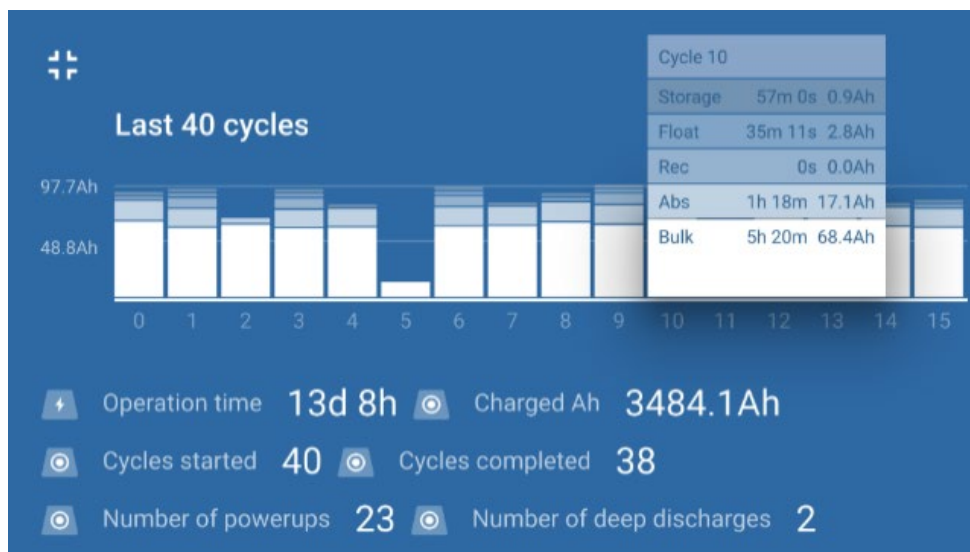 Cycle 10
Storage 57m 0s 0.9Ah
Last 40 cycles
Float 35m 11s 2.8Ah
Rec 0s 0.0Ah
97.7Ah
Abs 1h 18m 17.1Ah
Bulk 5h 20m 68.4Ah
48.8Ah
0 1 2 3 4 5 6 7 8 9 10 11 12 13 14 15
Operation time 13d 8h Charged Ah 3484.1Ah
Cycles started 40 Cycles completed 38
Number of powerups 23 Number of deep discharges 2